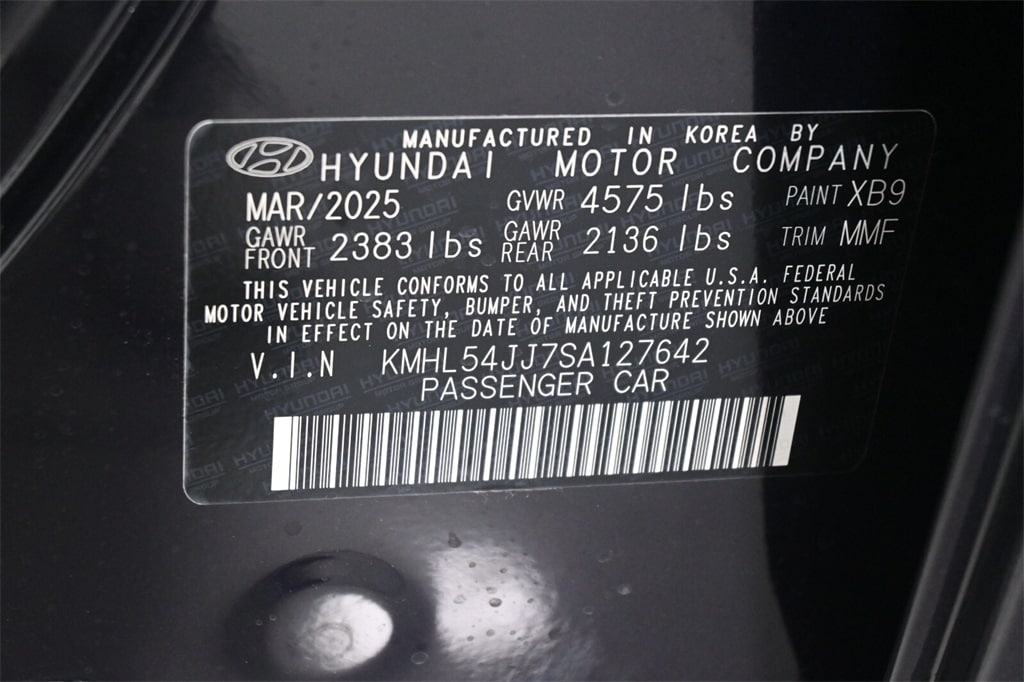 MANUFACTURED IN KOREA BY
HYUNDAI MOTOR COMPANY
MAR/2025 GVWR 4575 lbs PAINT XB9
GAWR FRONT 2383 lbs GAWR REAR 2136 lbs TRIM MMF
THIS VEHICLE CONFORMS TO ALL APPLICABLE U.S.A. FEDERAL
MOTOR VEHICLE SAFETY, BUMPER, AND THEFT PREVENTION STANDARDS
IN EFFECT ON THE DATE OF MANUFACTURE SHOWN ABOVE
V.I.N KMHL54JJ7SA127642
PASSENGER CAR